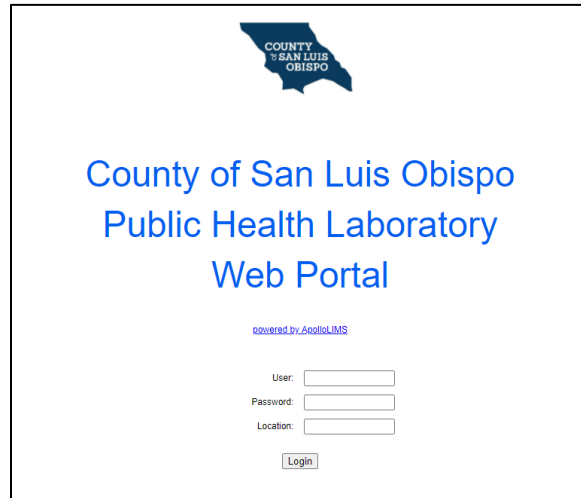 COUNTY
OF SAN LUIS
OBISPO
County of San Luis Obispo
Public Health Laboratory
Web Portal
powered by ApolloLIMS
User:
Password:
Location:
Login